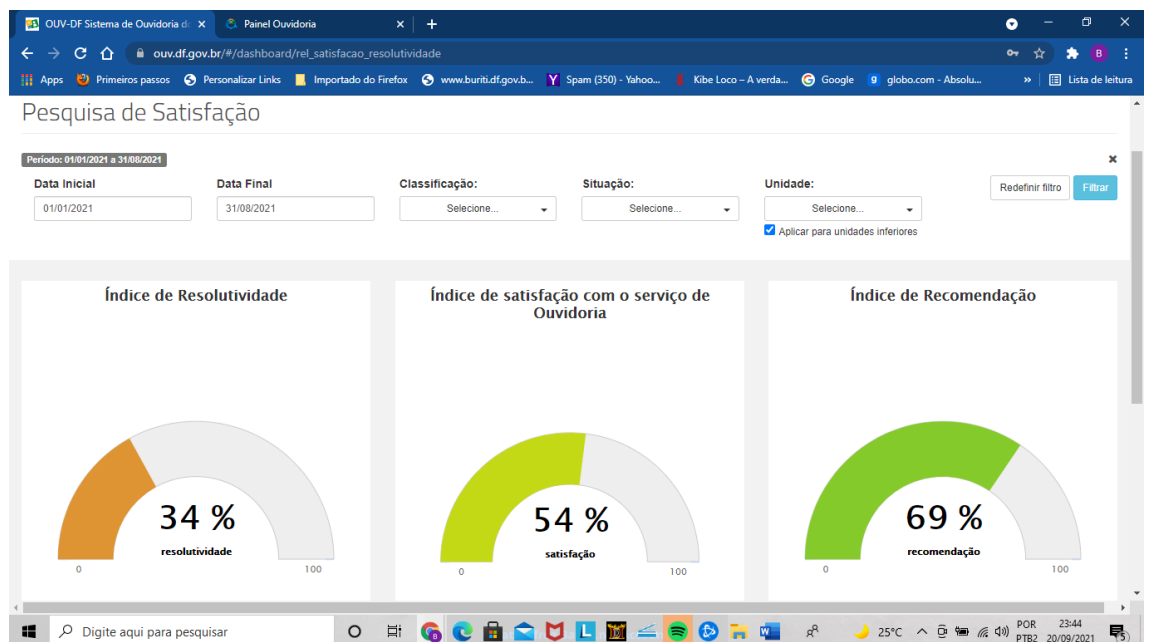 OUV-DF Sistema de Ouvidoria d
Painel Ouvidoria
ouv.df.gov.br/#/dashboard/rel_satisfacao_resolutividade
B
Apps Primeiros passos Personalizar Links Importado do Firefox www.buriti.df.gov.b... Spam (350) - Yahoo... Kibe Loco – A verda... Google globo.com - Absolu... » Lista de leitura
Pesquisa de Satisfação
Período: 01/01/2021 a 31/08/2021
Data Inicial Data Final Classificação: Situação: Unidade:
01/01/2021 31/08/2021 Selecione... Selecione... Selecione... Redefinir filtro Filtrar
Aplicar para unidades inferiores
Índice de Resolutividade
34 %
resolutividade
0 100
Índice de satisfação com o serviço de
Ouvidoria
54 %
satisfação
0 100
Índice de Recomendação
69 %
recomendação
0 100
Digite aqui para pesquisar
25°C
POR 23:44
PTB2 20/09/2021
5